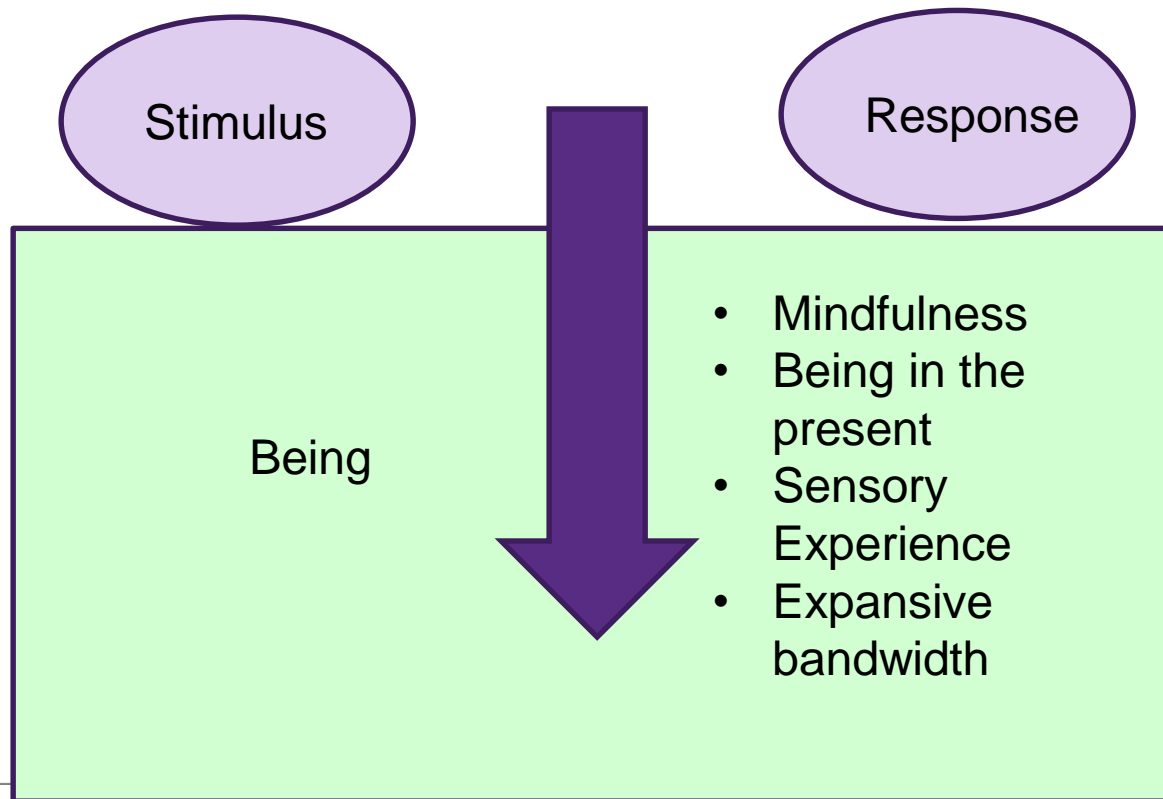 Stimulus
Response
Being
• Mindfulness
• Being in the
present
• Sensory
Experience
• Expansive
bandwidth